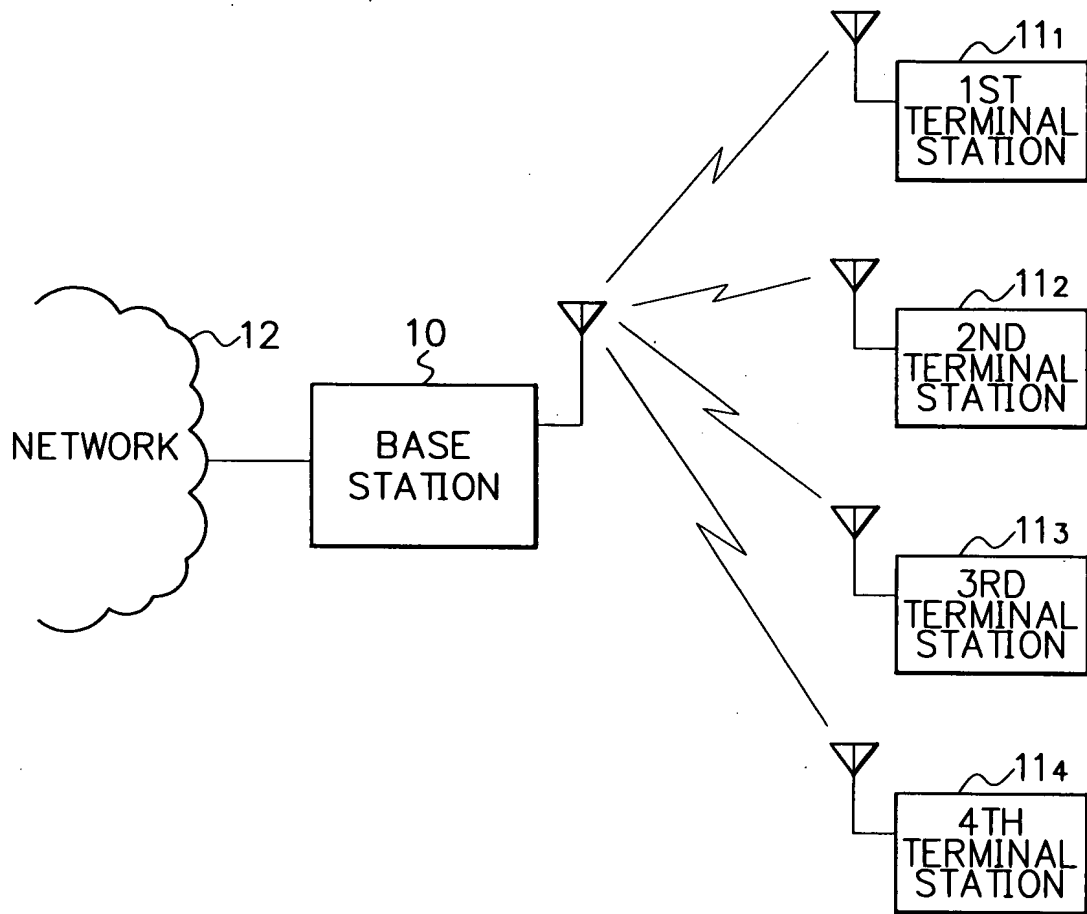 11₁
1ST
TERMINAL
STATION
11₂
2ND
TERMINAL
STATION
12
10
NETWORK
BASE
STATION
11₃
3RD
TERMINAL
STATION
11₄
4TH
TERMINAL
STATION